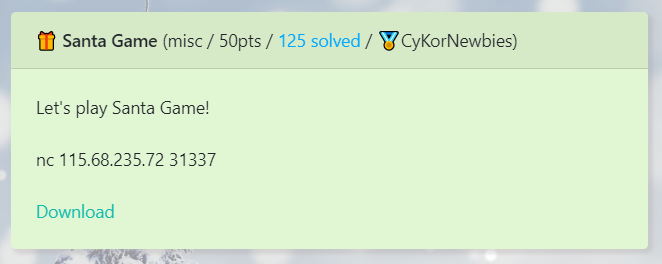 🎁 Santa Game (misc / 50pts / 125 solved / 🏅CyKorNewbies)
Let's play Santa Game!
nc 115.68.235.72 31337
Download